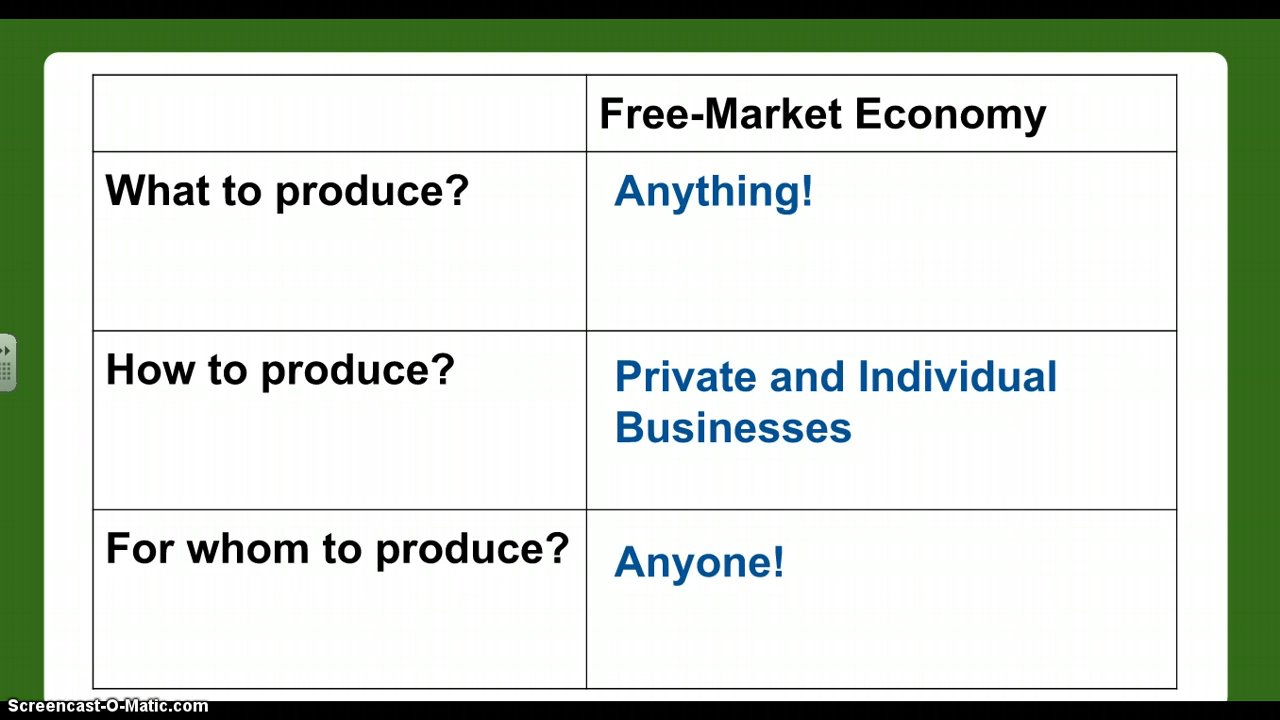 Free-Market Economy
What to produce?
Anything!
How to produce?
Private and Individual
Businesses
For whom to produce?
Anyone!
Screencast-O-Matic.com